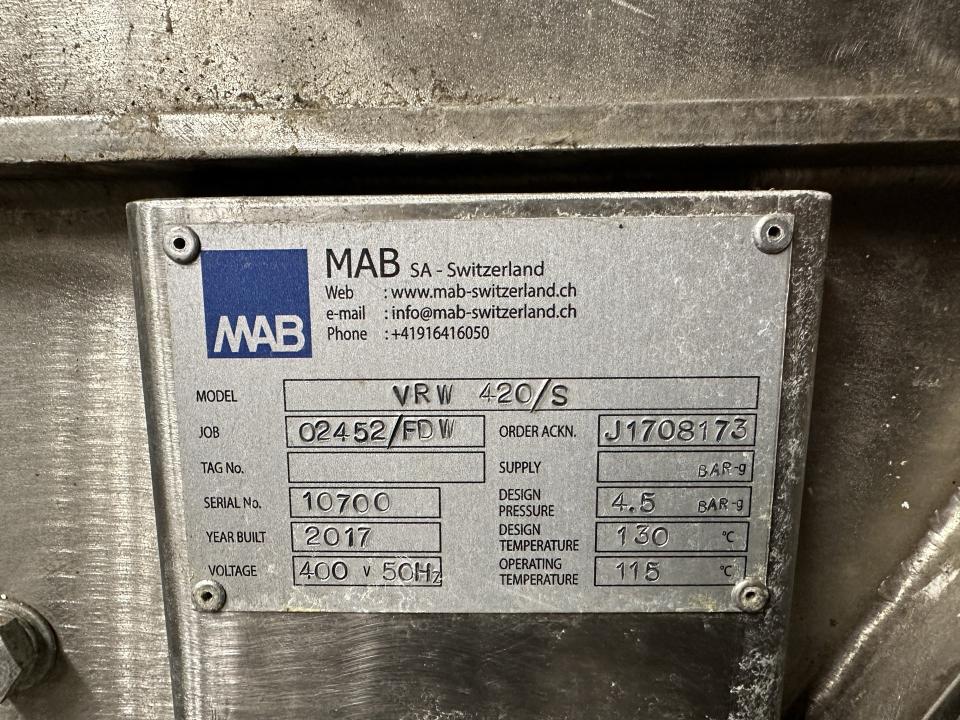 MAB
MAB SA - Switzerland
Web : www.mab-switzerland.ch
e-mail : info@mab-switzerland.ch
Phone : +41916416050
MODEL VRW 420/S
JOB 02452/FDW ORDER ACKN. J1708173
TAG No. SUPPLY BAR-g
SERIAL No. 10700 DESIGN PRESSURE 4.5 BAR-g
YEAR BUILT 2017 DESIGN TEMPERATURE 130 °C
VOLTAGE 400 V 50Hz OPERATING TEMPERATURE 115 °C